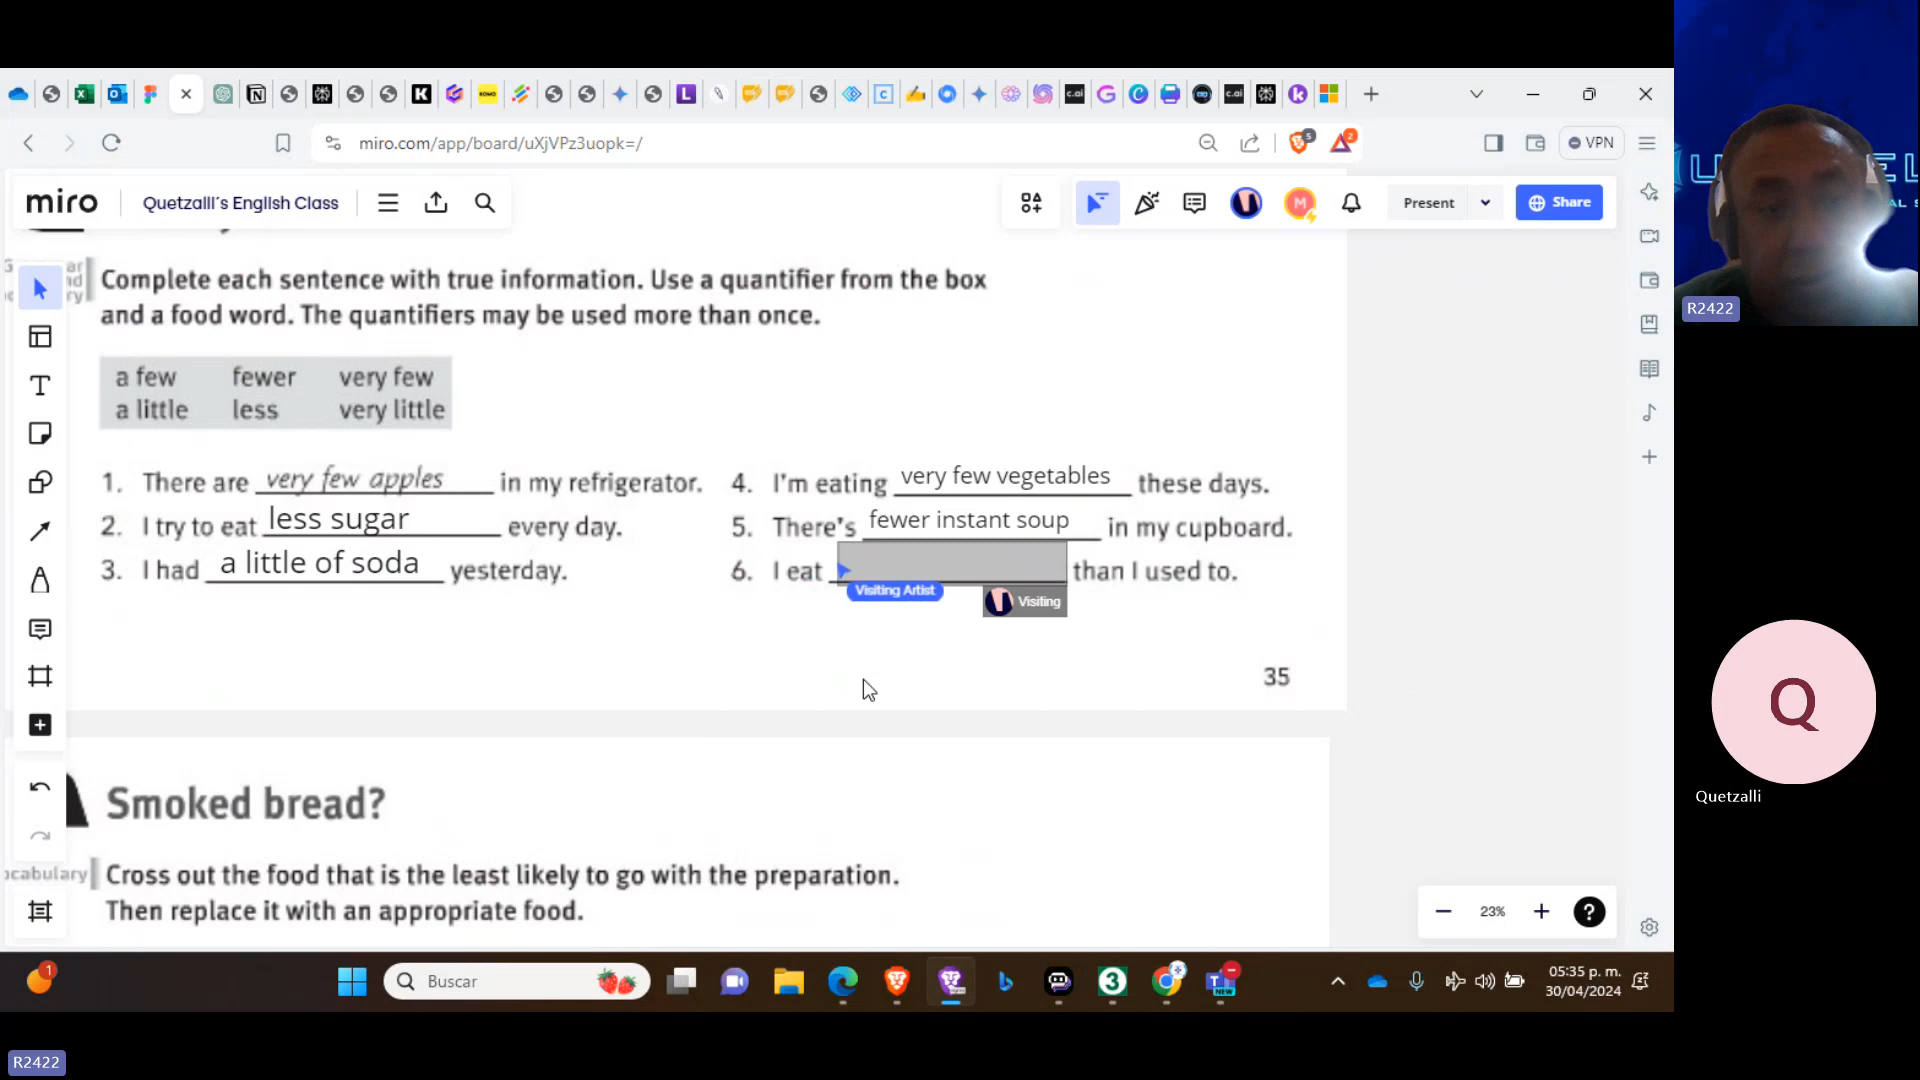 miro.com/app/board/uXjVPz3uopk=/
5
2
VPN
miro
Quetzalli´s English Class
M
Present
Share
Complete each sentence with true information. Use a quantifier from the box
and a food word. The quantifiers may be used more than once.
a few fewer very few
a little less very little
1. There are very few apples in my refrigerator.
2. I try to eat less sugar every day.
3. I had a little of soda yesterday.
4. I'm eating very few vegetables these days.
5. There's fewer instant soup in my cupboard.
6. I eat than I used to.
Visiting Artist
Visiting
35
Smoked bread?
ocabulary
Cross out the food that is the least likely to go with the preparation.
Then replace it with an appropriate food.
23%
1
Buscar
05:35 p. m.
30/04/2024
R2422
Q
Quetzalli
R2422